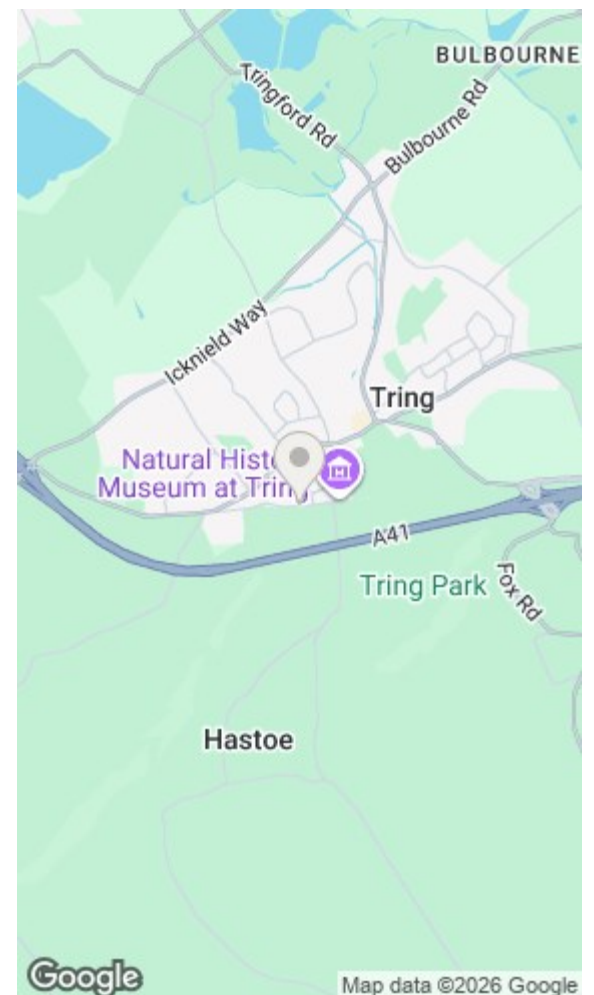 BULBOURNE
Tringford Rd
Bulbourne Rd
Icknield Way
Tring
Natural Histo
Museum at Tring
A41
Tring Park
Fox Rd
Hastoe
Google
Map data ©2026 Google